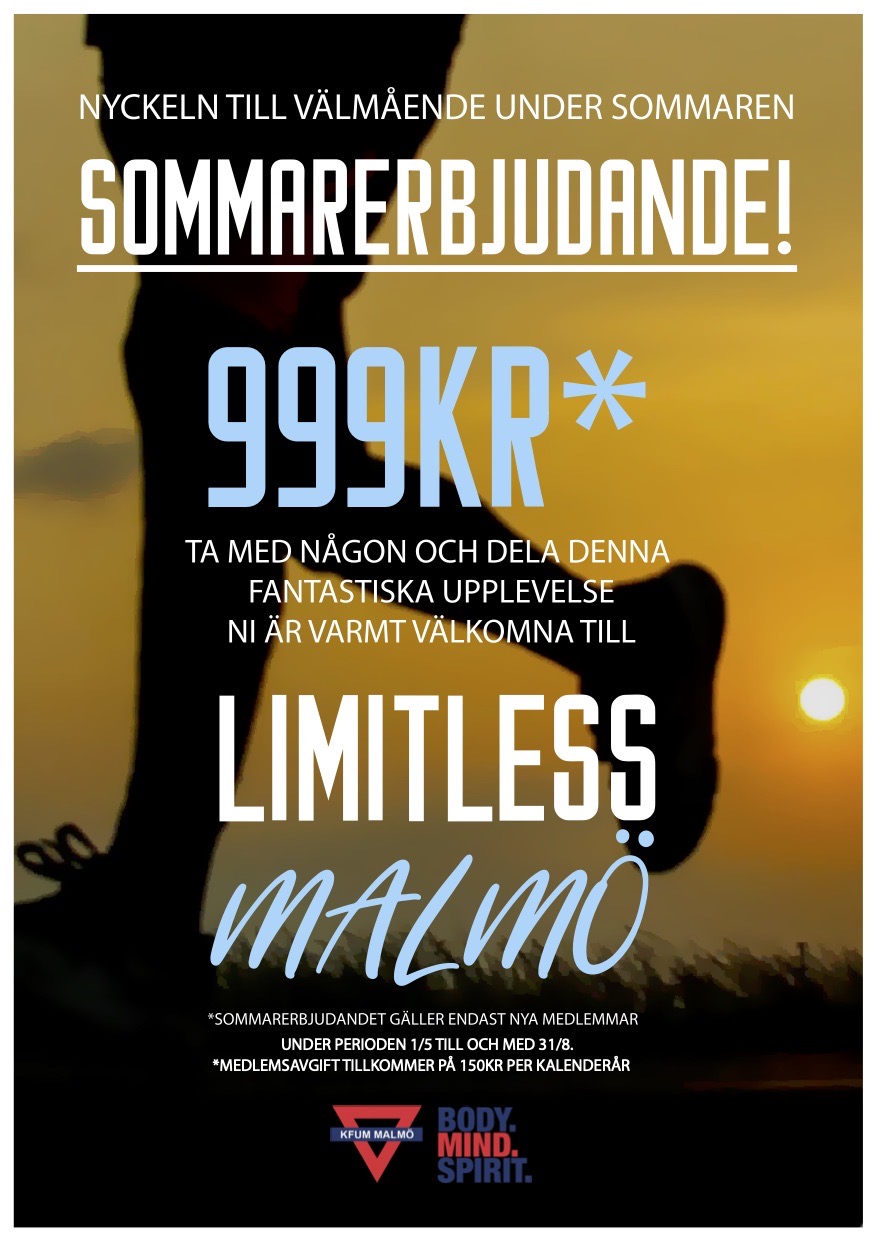 NYCKELN TILL VÄLMÅENDE UNDER SOMMAREN
SOMMARERBJUDANDE!
999KR*
TA MED NÅGON OCH DELA DENNA
FANTASTISKA UPPLEVELSE
NI ÄR VARMT VÄLKOMNA TILL
LIMITLESS
MALMÖ
*SOMMARERBJUDANDET GÄLLER ENDAST NYA MEDLEMMAR
UNDER PERIODEN 1/5 TILL OCH MED 31/8.
*MEDLEMSAVGIFT TILLKOMMER PÅ 150KR PER KALENDERÅR
KFUM MALMÖ
BODY.
MIND.
SPIRIT.